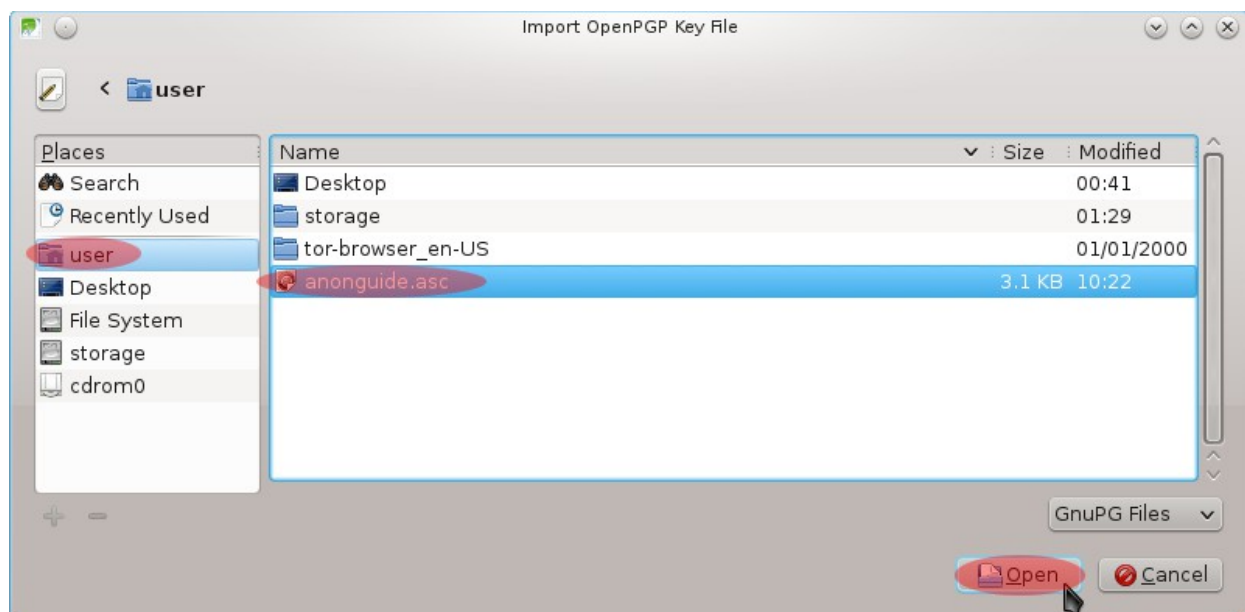 Import OpenPGP Key File
< user
Places
Search
Recently Used
user
Desktop
File System
storage
cdrom0
Name Size Modified
Desktop 00:41
storage 01:29
tor-browser_en-US 01/01/2000
anonguide.asc 3.1 KB 10:22
GnuPG Files
Open Cancel